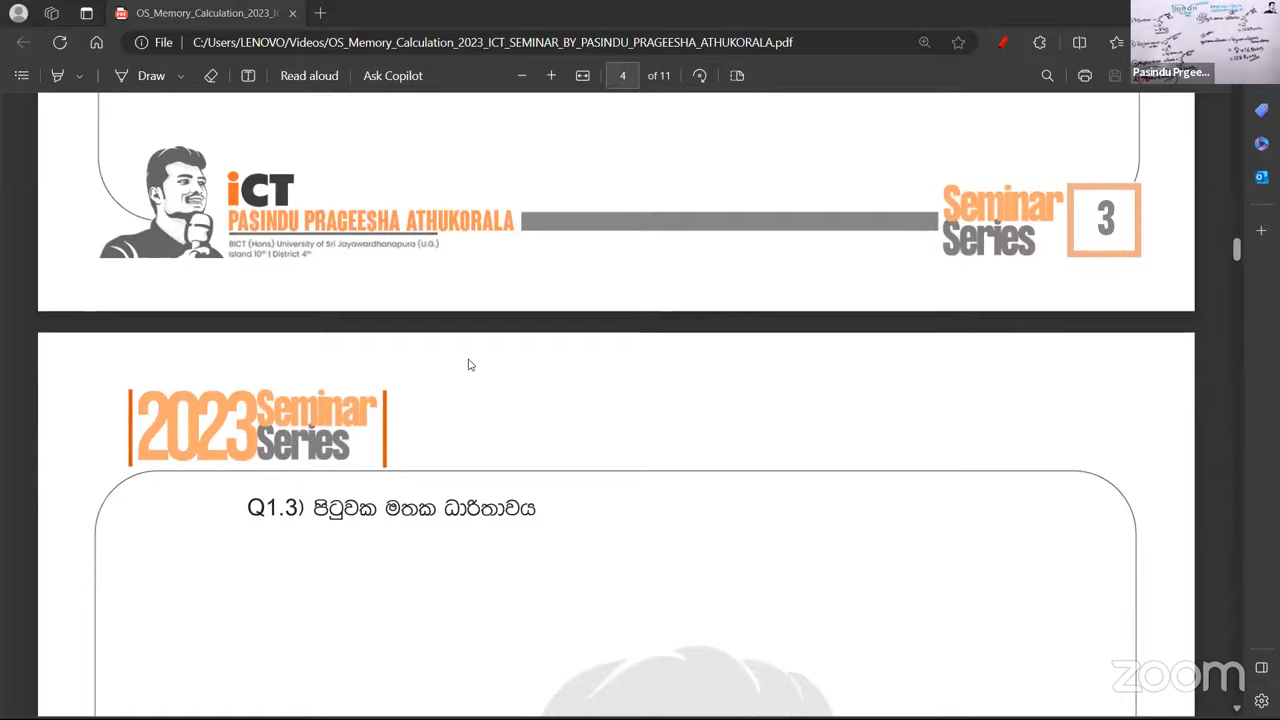 OS_Memory_Calculation_2023_I
File
C:/Users/LENOVO/Videos/OS_Memory_Calculation_2023_ICT_SEMINAR_BY_PASINDU_PRAGEESHA_ATHUKORALA.pdf
Draw
Read aloud
Ask Copilot
4 of 11
Pasindu Prgee...
iCT
PASINDU PRAGEESHA ATHUKORALA
BICT (Hons) University of Sri Jayawardhanapura (U.G.)
Island 10th | District 4th
Seminar
Series
3
2023 Seminar
Series
Q1.3) පිටුවක මතක ධාරිතාවය
zoom